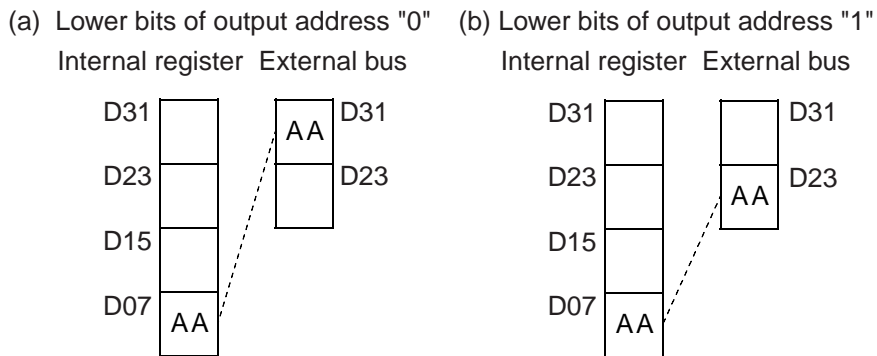 (a) Lower bits of output address "0" (b) Lower bits of output address "1"
Internal register External bus Internal register External bus
D31 D31 D31 D31
AA
D23 D23 D23 D23
AA
D15 D15
D07 D07
AA AA